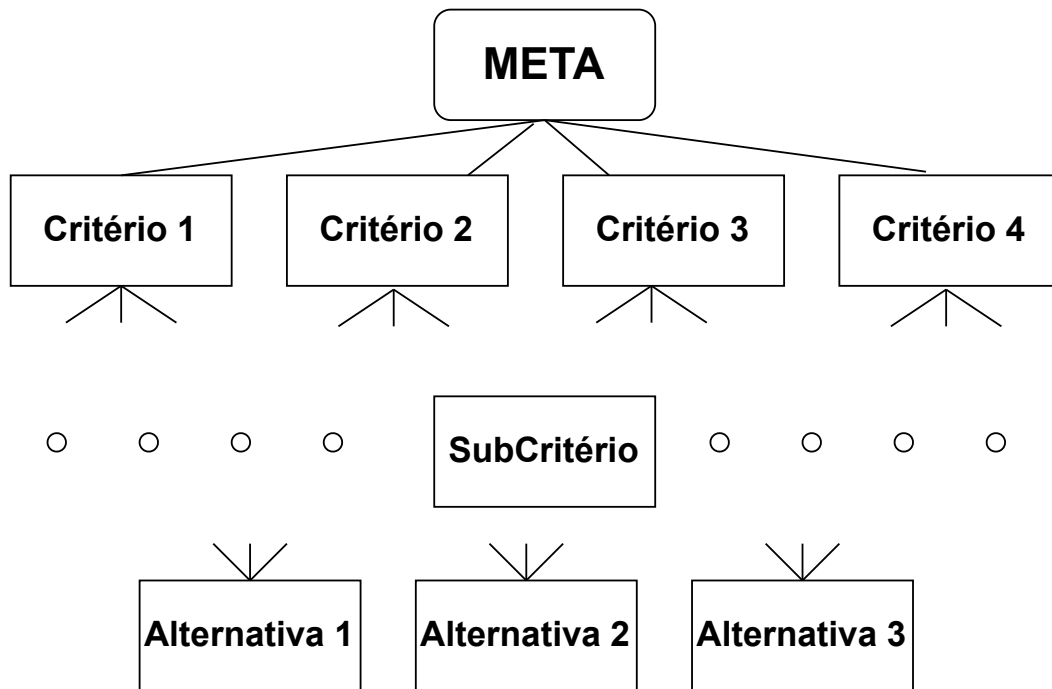 META
Critério 1
Critério 2
Critério 3
Critério 4
SubCritério
Alternativa 1
Alternativa 2
Alternativa 3